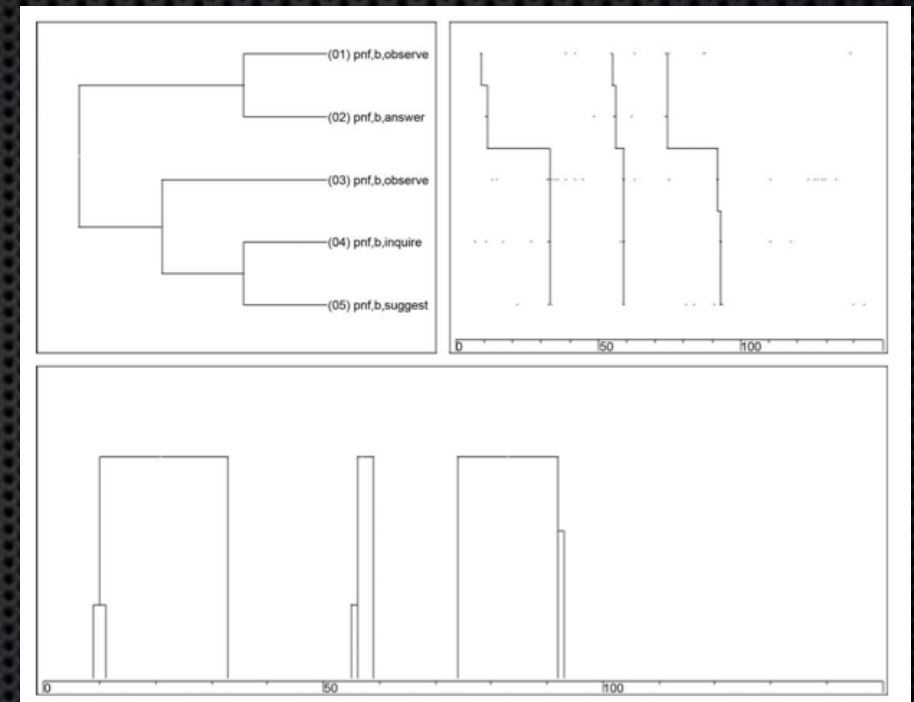 (01) pnf,b,observe
(02) pnf,b,answer
(03) pnf,b,observe
(04) pnf,b,inquire
(05) pnf,b,suggest
0 50 100
0 50 100